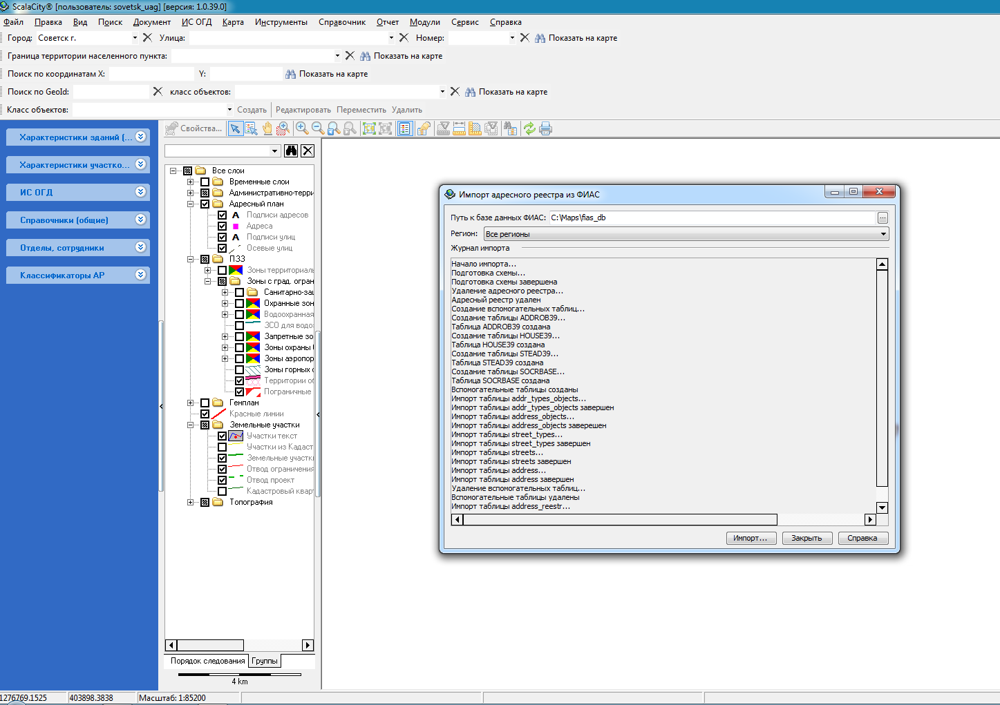 ScalaCity® [пользователь: sovetsk_uag] [версия: 1.0.39.0]
Файл Правка Вид Поиск Документ ИС ОГД Карта Инструменты Справочник Отчет Модули Сервис Справка
Город: Советск г. Улица: Номер: Показать на карте
Граница территории населенного пункта: Показать на карте
Поиск по координатам X: Y: Показать на карте
Поиск по GeoId: класс объектов: Показать на карте
Класс объектов: Создать Редактировать Переместить Удалить
Свойства...
Характеристики зданий (...
Характеристики участко...
ИС ОГД
Справочники (общие)
Отделы, сотрудники
Классификаторы АР
Все слои
Временные слои
Административно-терри
Адресный план
Подписи адресов
Адреса
Подписи улиц
Осевые улиц
ПЗЗ
Зоны территориаль
Зоны с град. огран
Санитарно-защ
Охранные зон
Водоохранная
ЗСО для водо
Запретные зо
Зоны охраны
Зоны аэропор
Зоны горных
Территории об
Пограничные
Генплан
Красные линии
Земельные участки
Участки текст
Участки из Кадаст
Земельные участки
Отвод ограничения
Отвод проект
Кадастровый кварт
Топография
Порядок следования Группы
4 km
Импорт адресного реестра из ФИАС
Путь к базе данных ФИАС: C:\Maps\fias_db ...
Регион: Все регионы
Журнал импорта
Начало импорта...
Подготовка схемы...
Подготовка схемы завершена
Удаление адресного реестра...
Адресный реестр удален
Создание вспомогательных таблиц...
Создание таблицы ADDROB39...
Таблица ADDROB39 создана
Создание таблицы HOUSE39...
Таблица HOUSE39 создана
Создание таблицы STEAD39...
Таблица STEAD39 создана
Создание таблицы SOCRBASE...
Таблица SOCRBASE создана
Вспомогательные таблицы созданы
Импорт таблицы addr_types_objects...
Импорт таблицы addr_types_objects завершен
Импорт таблицы address_objects...
Импорт таблицы address_objects заверешен
Импорт таблицы street_types...
Импорт таблицы street_types завершен
Импорт таблицы streets...
Импорт таблицы streets завершен
Импорт таблицы address...
Импорт таблицы address завершен
Удаление вспомогательных таблиц...
Вспомогательные таблицы удалены
Импорт таблицы address_reestr...
Импорт... Закрыть Справка
1276769.1525 403898.3838 Масштаб: 1:85200